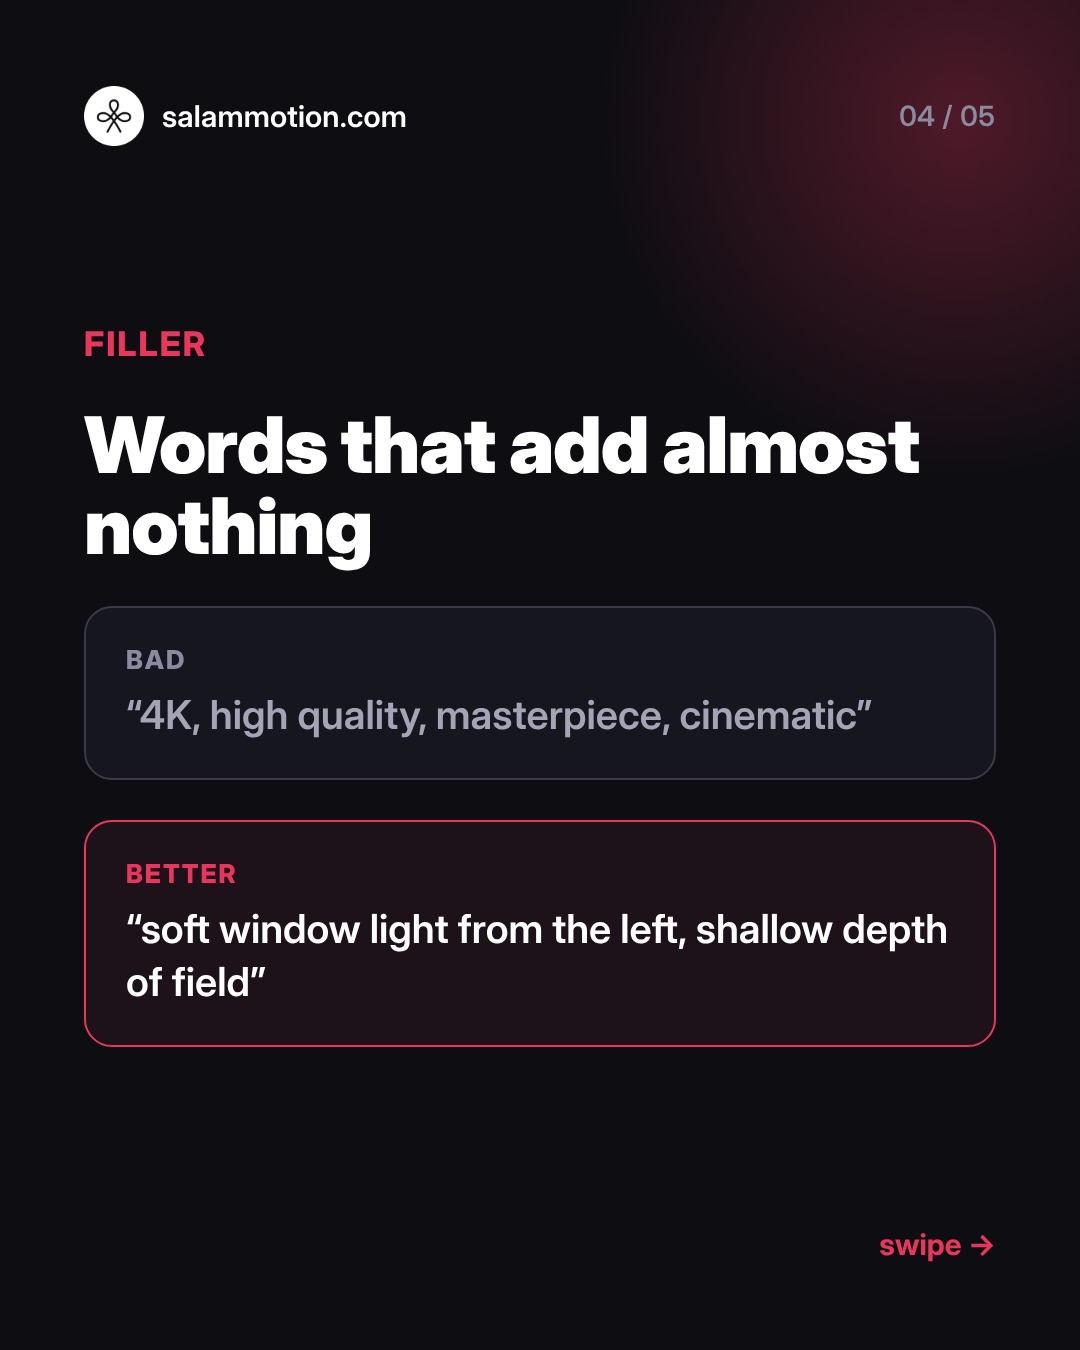 salammotion.com
04 / 05
FILLER
Words that add almost
nothing
BAD
“4K, high quality, masterpiece, cinematic”
BETTER
“soft window light from the left, shallow depth
of field”
swipe →